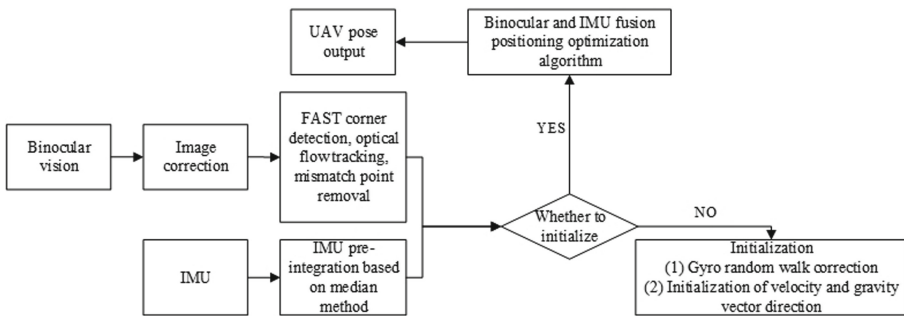 UAV pose
output
Binocular and IMU fusion
positioning optimization
algorithm
YES
Binocular
vision
Image
correction
FAST corner
detection, optical
flowtracking,
mismatch point
removal
Whether to
initialize
NO
IMU
IMU pre-
integration based
on median
method
Initialization
(1) Gyro random walk correction
(2) Initialization of velocity and gravity
vector direction